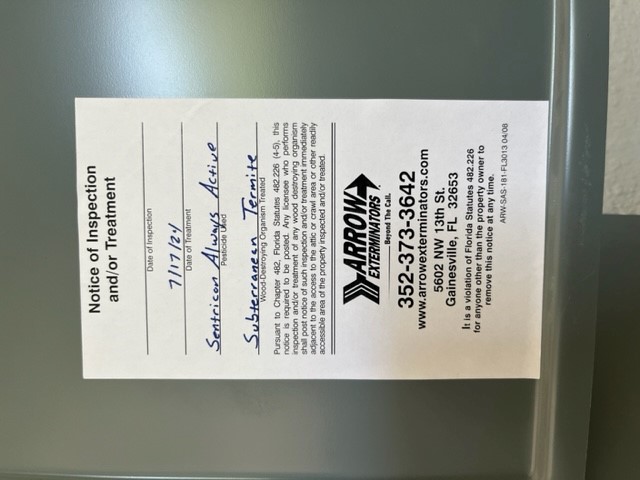 Notice of Inspection
and/or Treatment
Date of Inspection
7/17/24
Date of Treatment
Sentricon Always Active
Pesticide Used
Subterranean Termite
Wood-Destroying Organism Treated
Pursuant to Chapter 482, Florida Statutes 482.226 (4-5), this
notice is required to be posted. Any licensee who performs
inspection and/or treatment of any wood destroying organism
shall post notice of such inspection and/or treatment immediately
adjacent to the access to the attic or crawl area or other readily
accessible area of the property inspected and/or treated.
ARROW
EXTERMINATORS
Beyond The Call.
352-373-3642
www.arrowexterminators.com
5602 NW 13th St.
Gainesville, FL 32653
It is a violation of Florida Statutes 482.226
for anyone other than the property owner to
remove this notice at any time.
ARW-SAS-181-FL3013 04/08